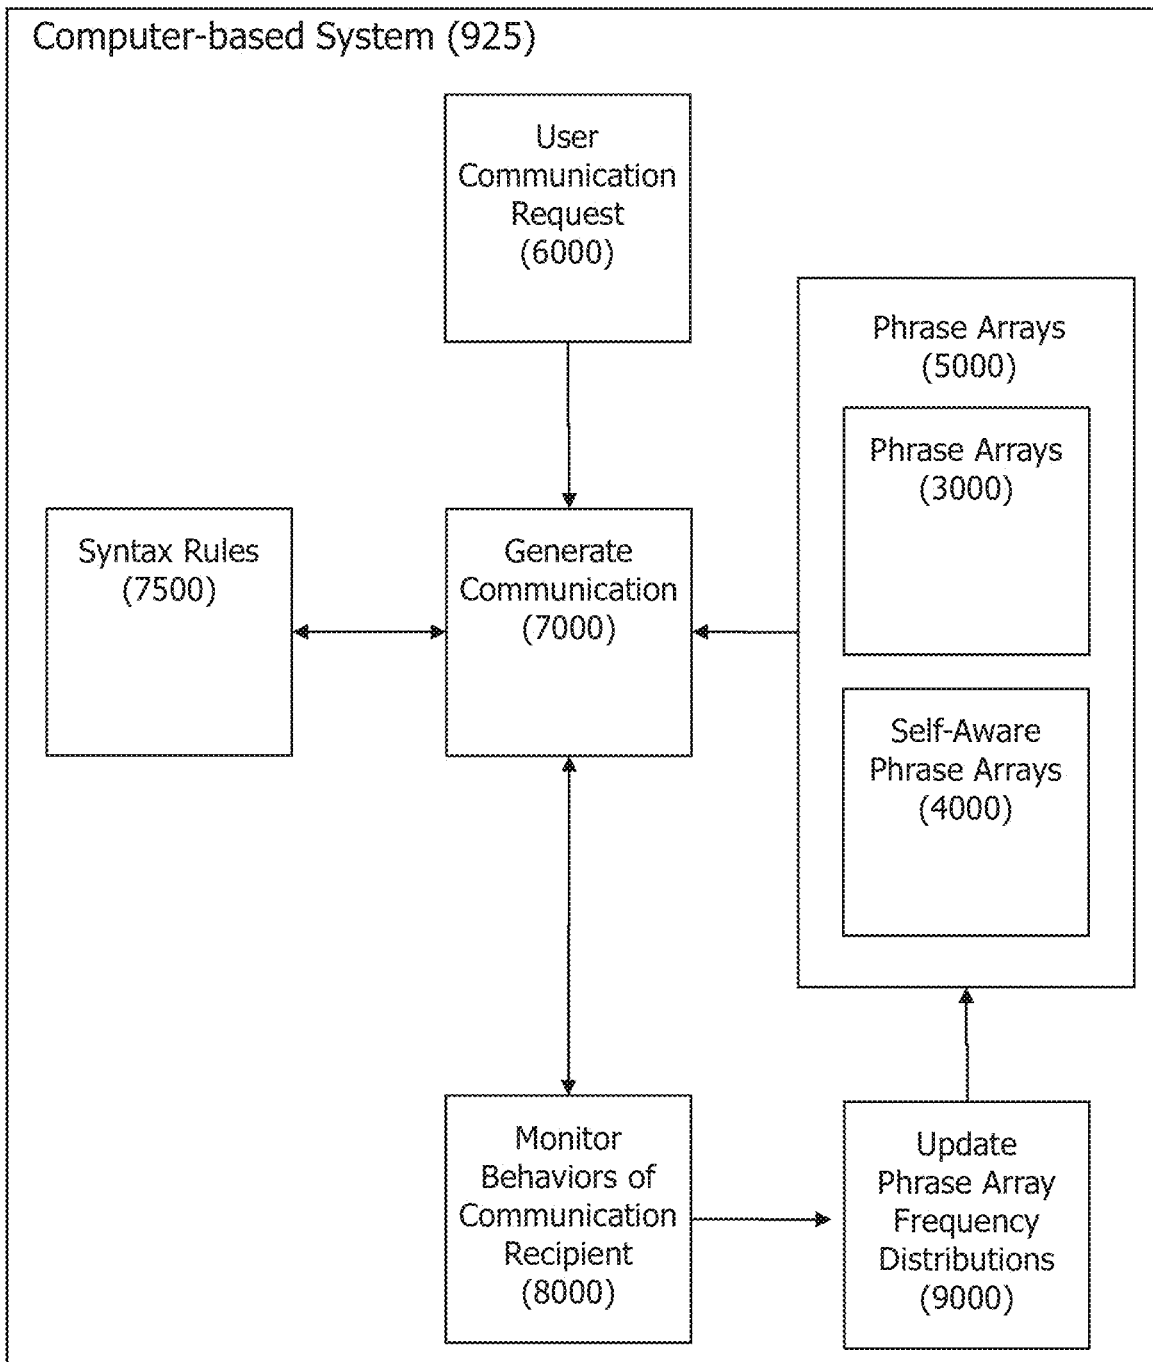 Computer-based System (925)
User
Communication
Request
(6000)
Phrase Arrays
(5000)
Phrase Arrays
(3000)
Syntax Rules
(7500)
Generate
Communication
(7000)
Self-Aware
Phrase Arrays
(4000)
Monitor
Behaviors of
Communication
Recipient
(8000)
Update
Phrase Array
Frequency
Distributions
(9000)